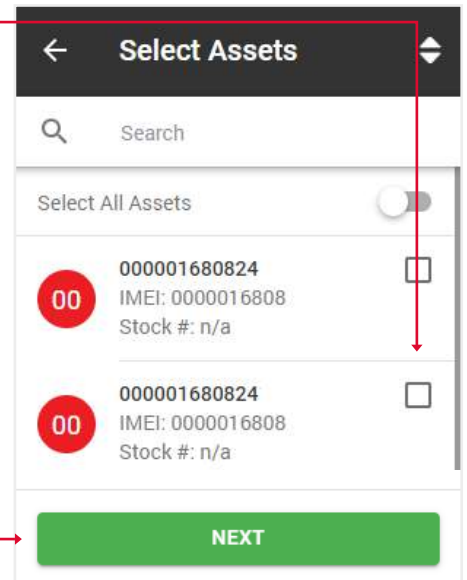 Select Assets
Search
Select All Assets
00
000001680824
IMEI: 0000016808
Stock #: n/a
00
000001680824
IMEI: 0000016808
Stock #: n/a
NEXT